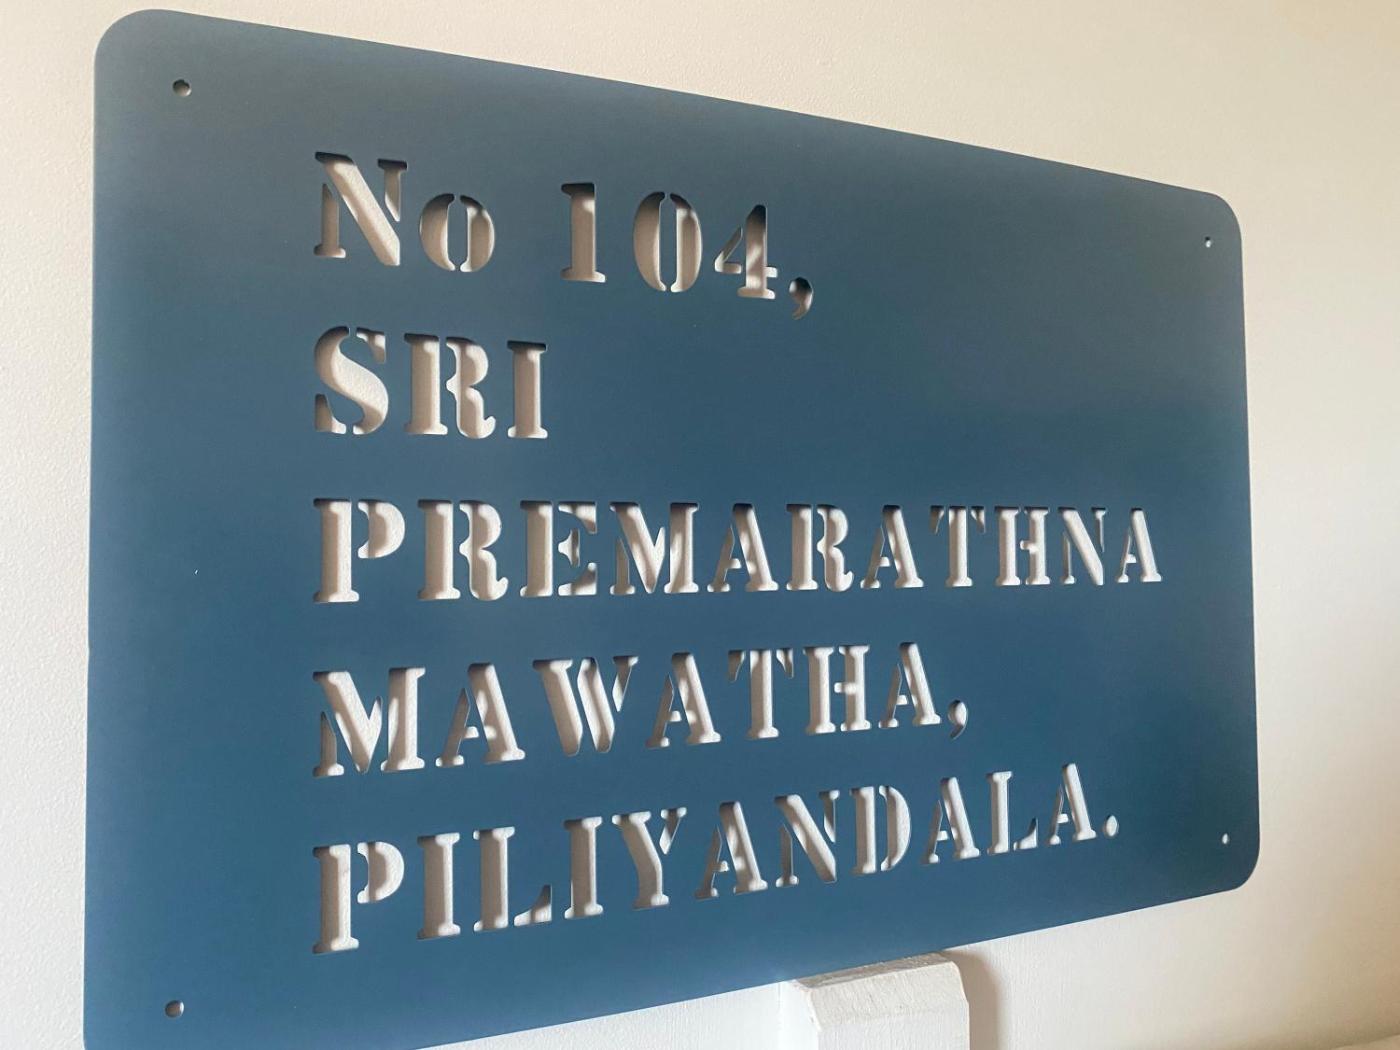 No 104,
SRI
PREMARATHNA
MAWATHA,
PILIYANDALA.